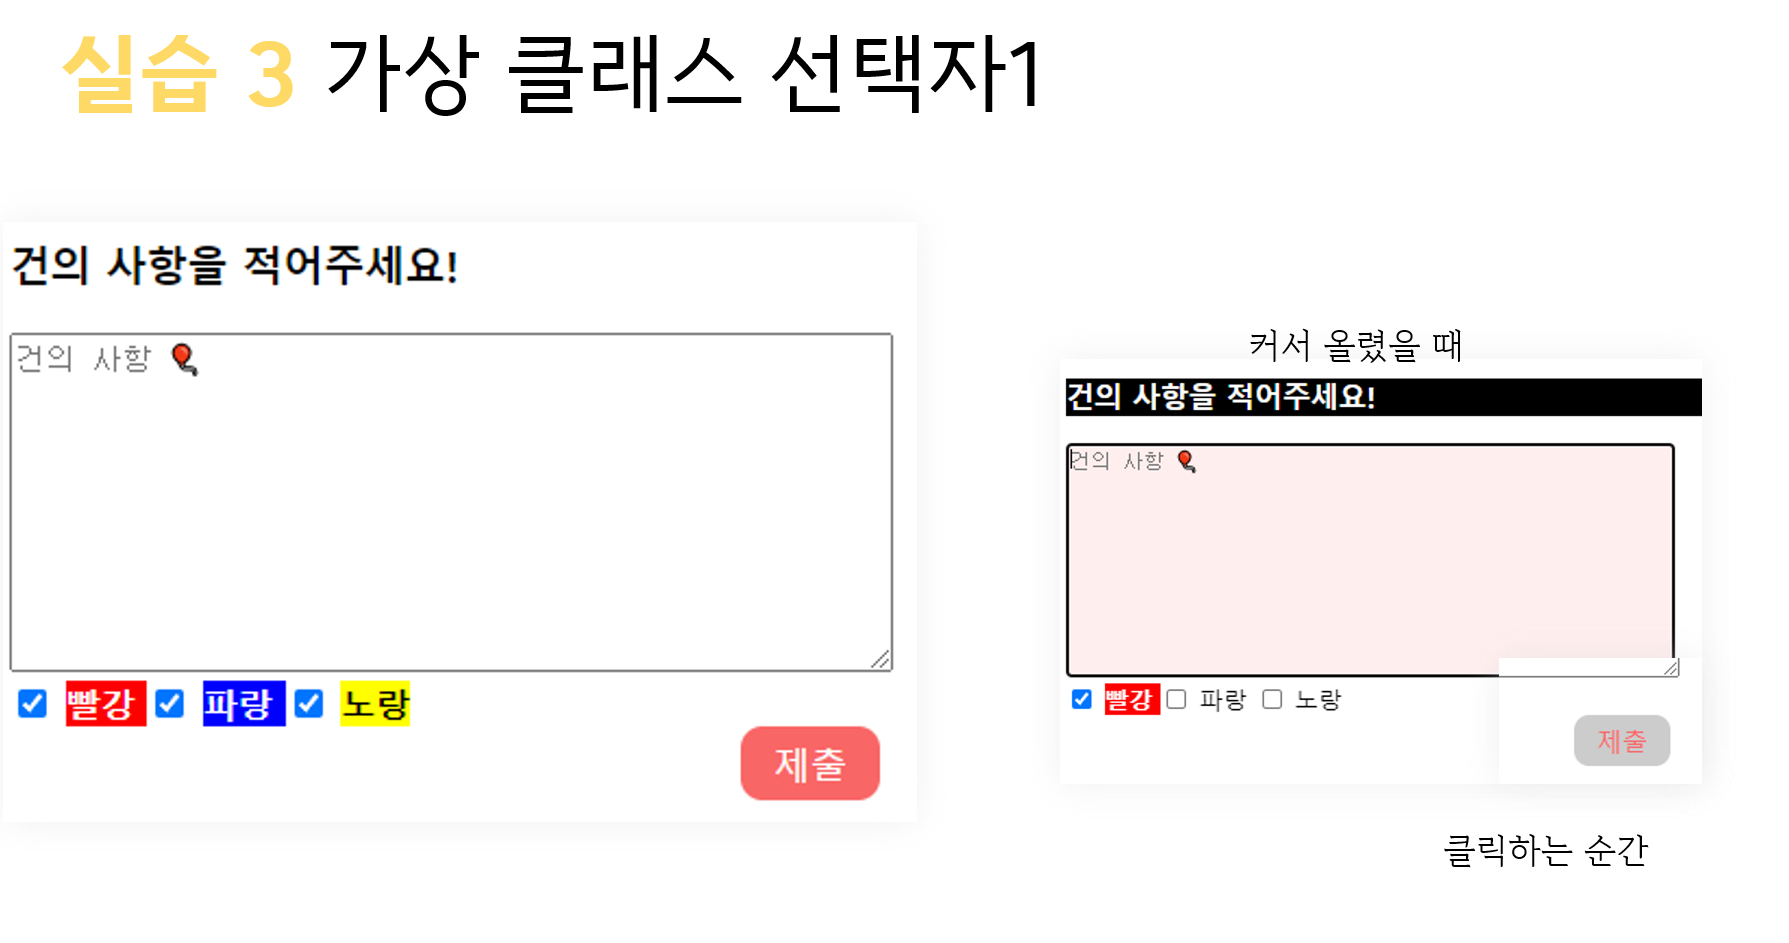 실습 3 가상 클래스 선택자1
건의 사항을 적어주세요!
건의 사항
빨강 파랑 노랑
제출
커서 올렸을 때
건의 사항을 적어주세요!
건의 사항
빨강 파랑 노랑
제출
클릭하는 순간